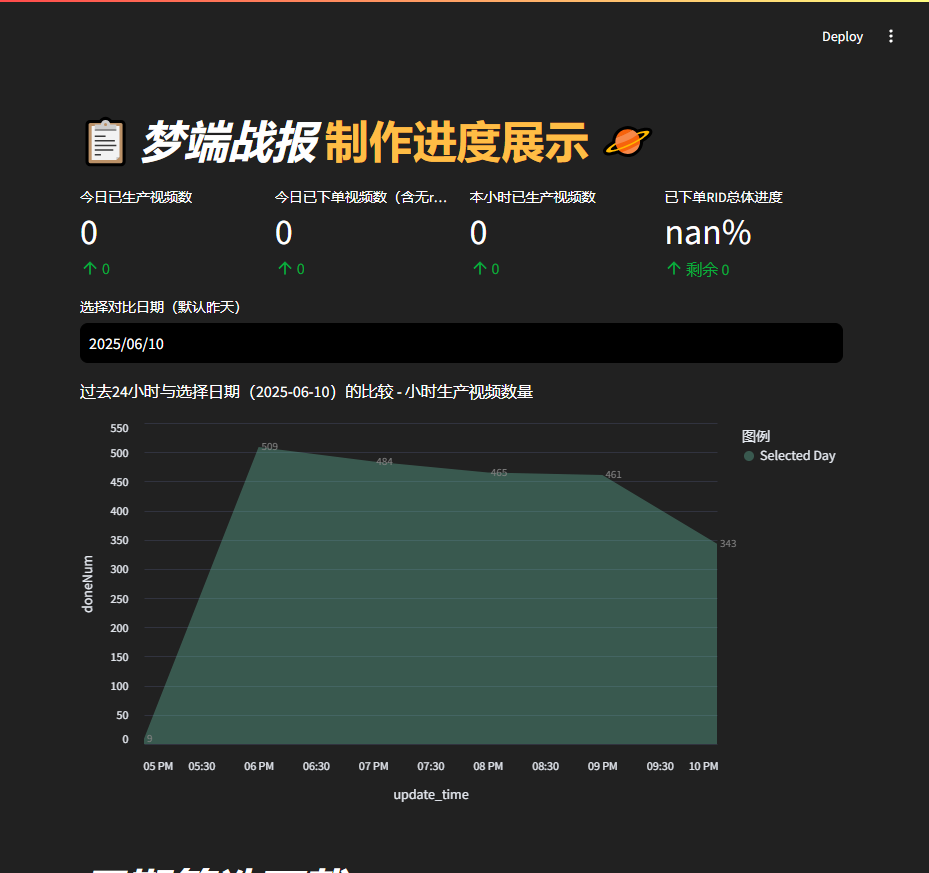 Deploy
梦端战报 制作进度展示
今日已生产视频数
0
↑ 0
今日已下单视频数（含无r...
0
↑ 0
本小时已生产视频数
0
↑ 0
已下单RID总体进度
nan%
↑ 剩余 0
选择对比日期（默认昨天）
2025/06/10
过去24小时与选择日期（2025-06-10）的比较 - 小时生产视频数量
图例
Selected Day
doneNum
550
500
450
400
350
300
250
200
150
100
50
0
9
509
484
465
461
343
05 PM 05:30 06 PM 06:30 07 PM 07:30 08 PM 08:30 09 PM 09:30 10 PM
update_time